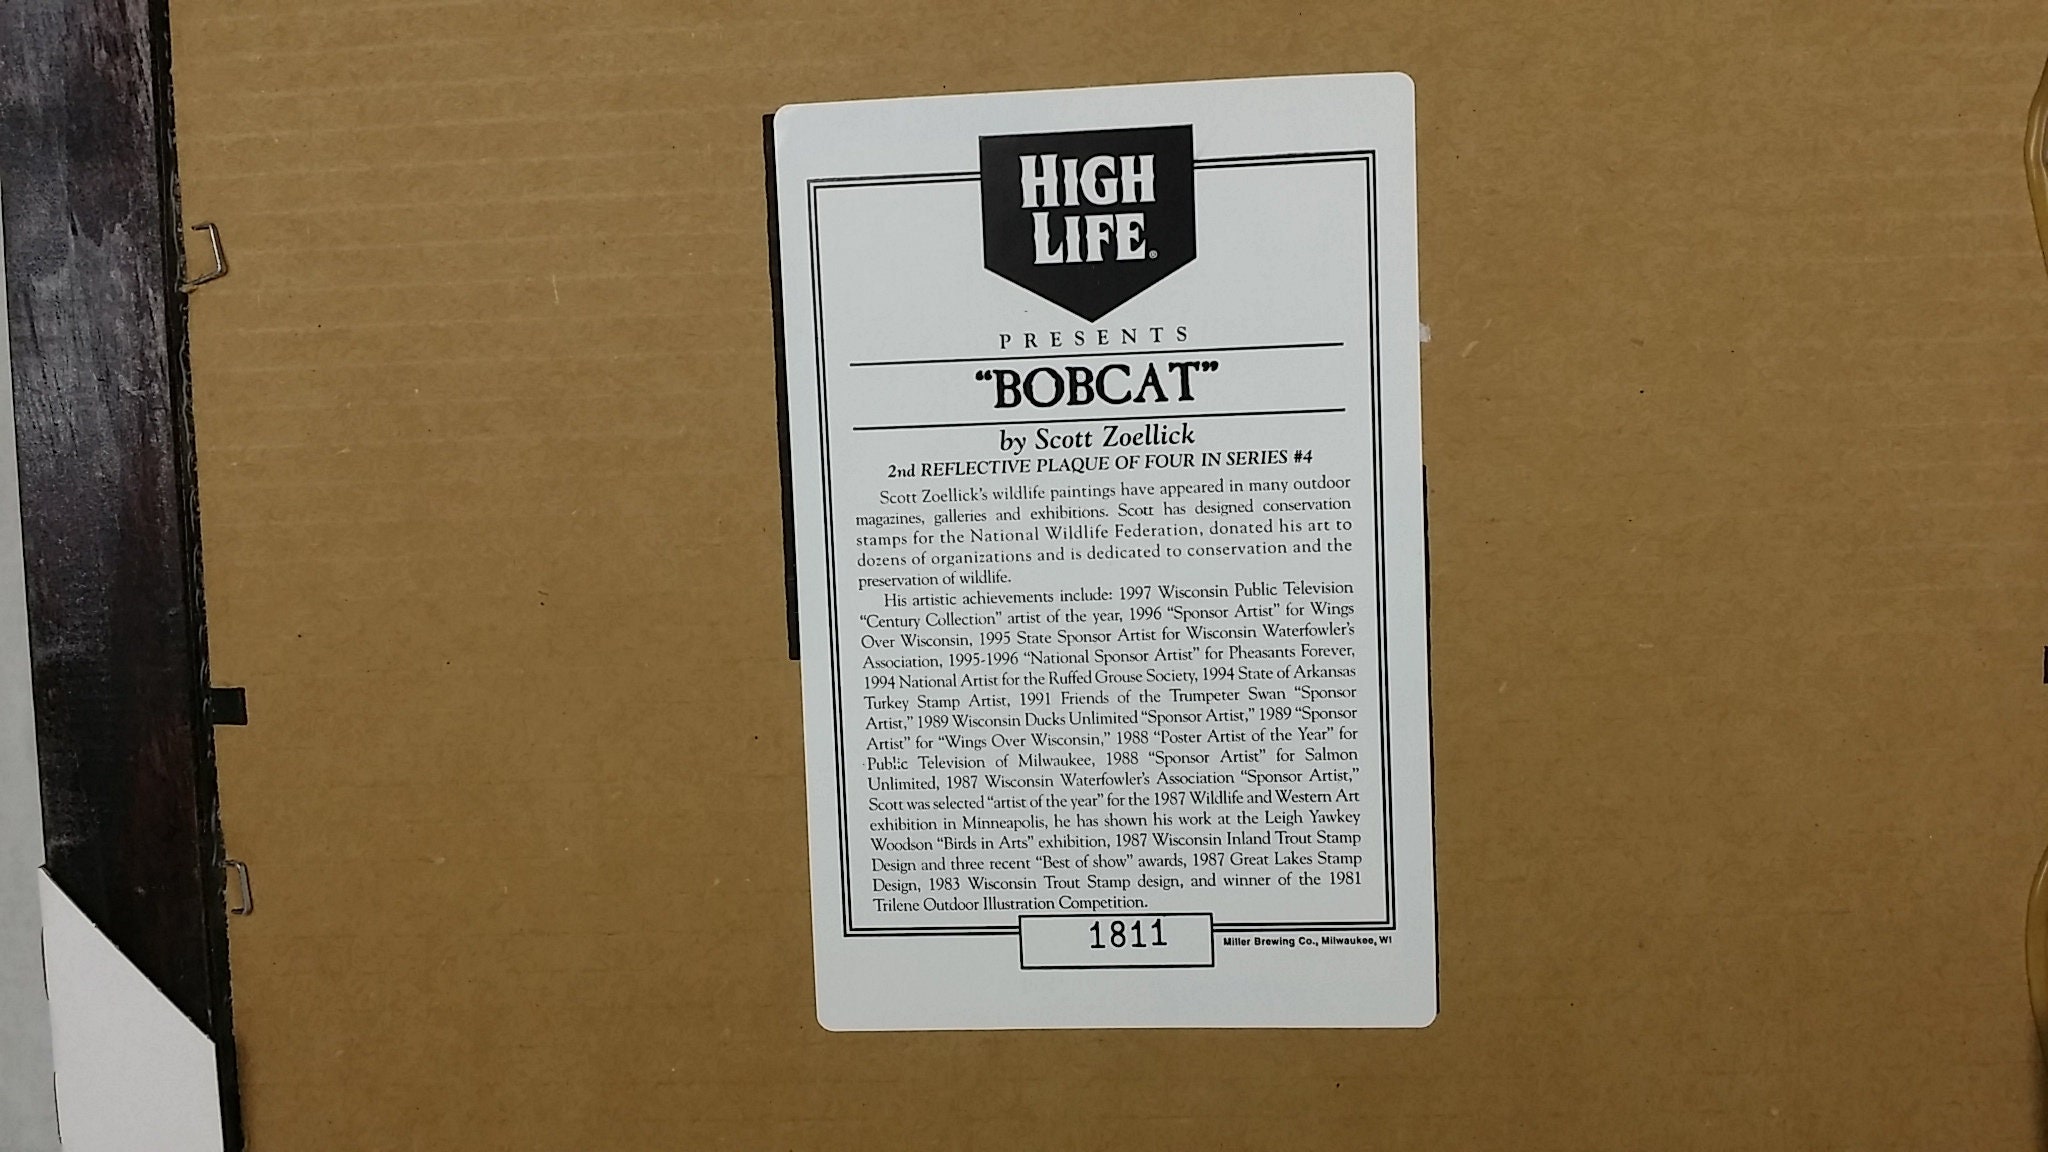 HIGH
LIFE®
PRESENTS
“BOBCAT”
by Scott Zoellick
2nd REFLECTIVE PLAQUE OF FOUR IN SERIES #4
Scott Zoellick's wildlife paintings have appeared in many outdoor
magazines, galleries and exhibitions. Scott has designed conservation
stamps for the National Wildlife Federation, donated his art to
dozens of organizations and is dedicated to conservation and the
preservation of wildlife.
His artistic achievements include: 1997 Wisconsin Public Television
“Century Collection” artist of the year, 1996 “Sponsor Artist” for Wings
Over Wisconsin, 1995 State Sponsor Artist for Wisconsin Waterfowler's
Association, 1995-1996 “National Sponsor Artist” for Pheasants Forever,
1994 National Artist for the Ruffed Grouse Society, 1994 State of Arkansas
Turkey Stamp Artist, 1991 Friends of the Trumpeter Swan “Sponsor
Artist,” 1989 Wisconsin Ducks Unlimited “Sponsor Artist,” 1989 “Sponsor
Artist” for “Wings Over Wisconsin,” 1988 “Poster Artist of the Year” for
Public Television of Milwaukee, 1988 “Sponsor Artist” for Salmon
Unlimited, 1987 Wisconsin Waterfowler's Association “Sponsor Artist,”
Scott was selected “artist of the year” for the 1987 Wildlife and Western Art
exhibition in Minneapolis, he has shown his work at the Leigh Yawkey
Woodson “Birds in Arts” exhibition, 1987 Wisconsin Inland Trout Stamp
Design and three recent “Best of show” awards, 1987 Great Lakes Stamp
Design, 1983 Wisconsin Trout Stamp design, and winner of the 1981
Trilene Outdoor Illustration Competition.
1811
Miller Brewing Co., Milwaukee, WI